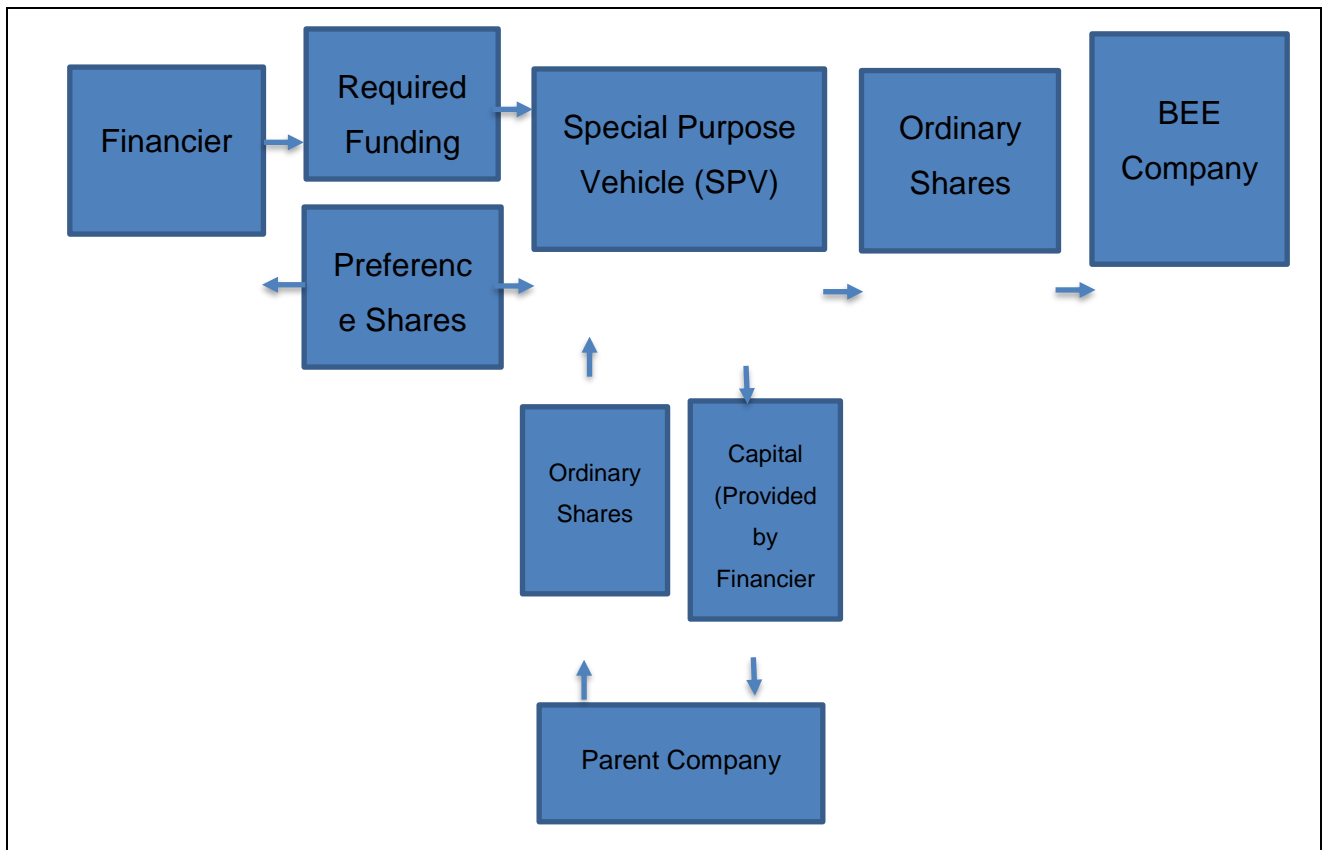 Financier
Required
Funding
Special Purpose
Vehicle (SPV)
Ordinary
Shares
BEE
Company
Preferenc
e Shares
Ordinary
Shares
Capital
(Provided
by
Financier
Parent Company